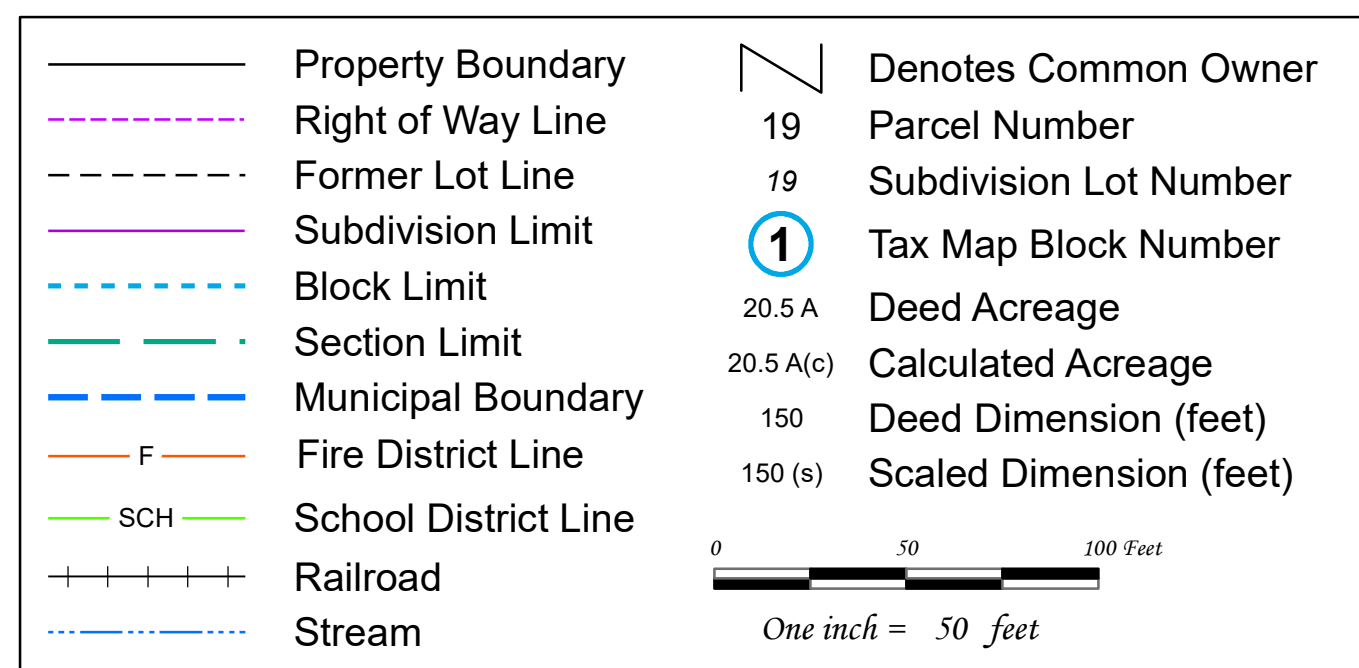 Property Boundary
Right of Way Line
Former Lot Line
Subdivision Limit
Block Limit
Section Limit
Municipal Boundary
F Fire District Line
SCH School District Line
Railroad
Stream
Denotes Common Owner
19 Parcel Number
19 Subdivision Lot Number
1 Tax Map Block Number
20.5 A Deed Acreage
20.5 A(c) Calculated Acreage
150 Deed Dimension (feet)
150 (s) Scaled Dimension (feet)
0 50 100 Feet
One inch = 50 feet